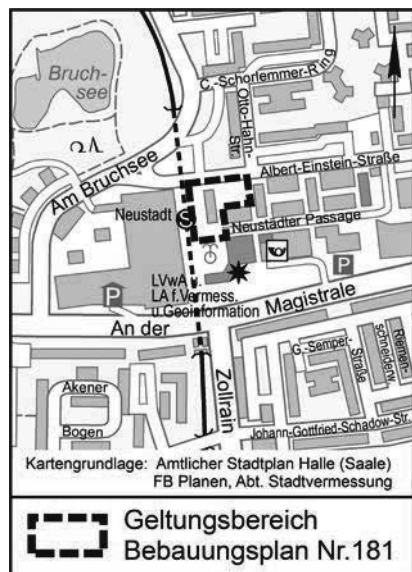 Bruch-
see
C.-Schorlemmer-Ring
Otto-Hahn-
Str.
Am Bruchsee
Albert-Einstein-Straße
Neustadt
S
Neustädter Passage
P
P
LVwA
LA f.Vermess.
u.Geoinformation
An der
Magistrale
G.-Semper-
Straße
Riemen-
schneiderw.
Zollrain
Akener
Bogen
Johann-Gottfried-Schadow-Str.
Kartengrundlage: Amtlicher Stadtplan Halle (Saale)
FB Planen, Abt. Stadtvermessung
Geltungsbereich
Bebauungsplan Nr.181